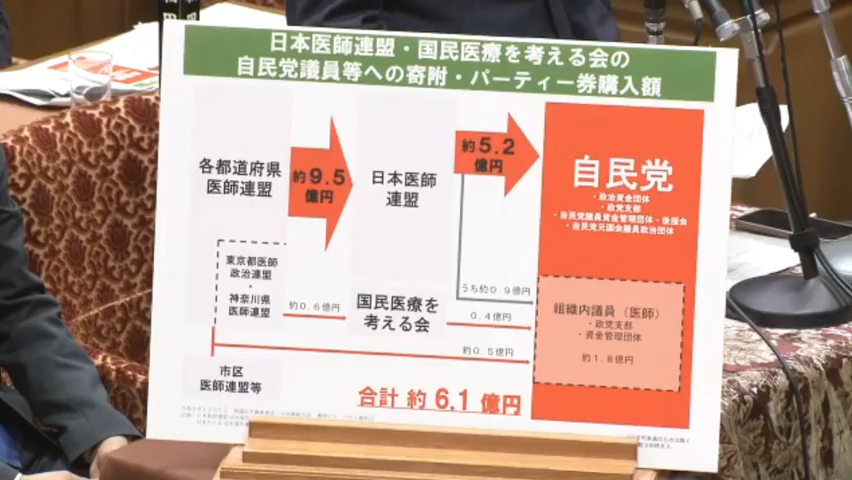 日本医師連盟・国民医療を考える会の
自民党議員等への寄附・パーティー券購入額
各都道府県
医師連盟
約9.5
億円
日本医師
連盟
約5.2
億円
自民党
・政治資金団体
・政党支部
・自民党議員資金管理団体・後援会
・自民党元国会議員政治団体
東京都医師
政治連盟
・
神奈川県
医師連盟
約0.6億円
国民医療を
考える会
うち約0.9億円
0.4億円
組織内議員（医師）
・政党支部
・資金管理団体
約1.8億円
約0.5億円
市区
医師連盟等
合計 約 6.1 億円